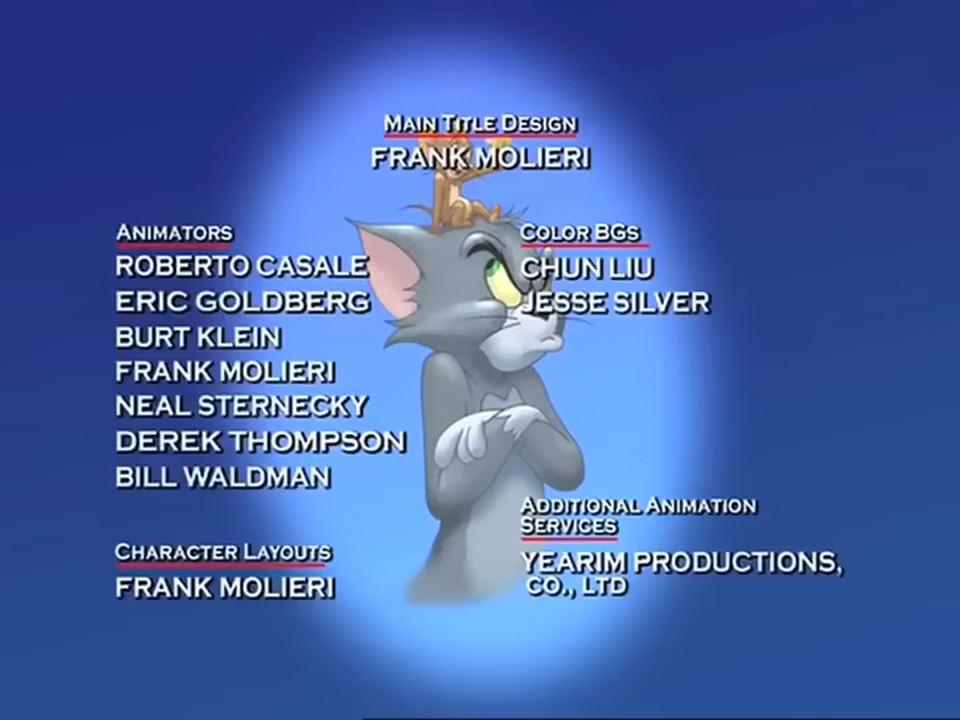 MAIN TITLE DESIGN
FRANK MOLIERI
ANIMATORS
ROBERTO CASALE
ERIC GOLDBERG
BURT KLEIN
FRANK MOLIERI
NEAL STERNECKY
DEREK THOMPSON
BILL WALDMAN
CHARACTER LAYOUTS
FRANK MOLIERI
COLOR BGS
CHUN LIU
JESSE SILVER
ADDITIONAL ANIMATION
SERVICES
YEARIM PRODUCTIONS,
CO., LTD